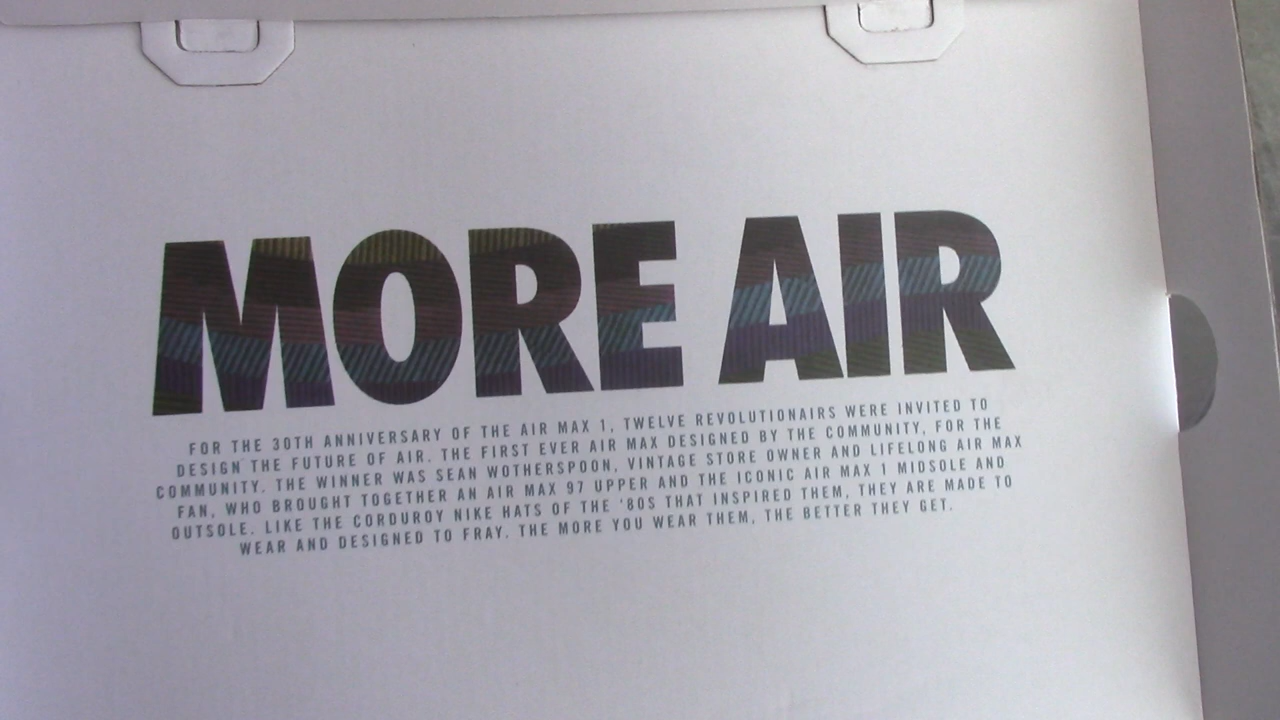 MORE AIR
FOR THE 30TH ANNIVERSARY OF THE AIR MAX 1, TWELVE REVOLUTIONAIRS WERE INVITED TO
DESIGN THE FUTURE OF AIR. THE FIRST EVER AIR MAX DESIGNED BY THE COMMUNITY, FOR THE
COMMUNITY. THE WINNER WAS SEAN WOTHERSPOON, VINTAGE STORE OWNER AND LIFELONG AIR MAX
FAN, WHO BROUGHT TOGETHER AN AIR MAX 97 UPPER AND THE ICONIC AIR MAX 1 MIDSOLE AND
OUTSOLE. LIKE THE CORDUROY NIKE HATS OF THE '80S THAT INSPIRED THEM, THEY ARE MADE TO
WEAR AND DESIGNED TO FRAY. THE MORE YOU WEAR THEM, THE BETTER THEY GET.